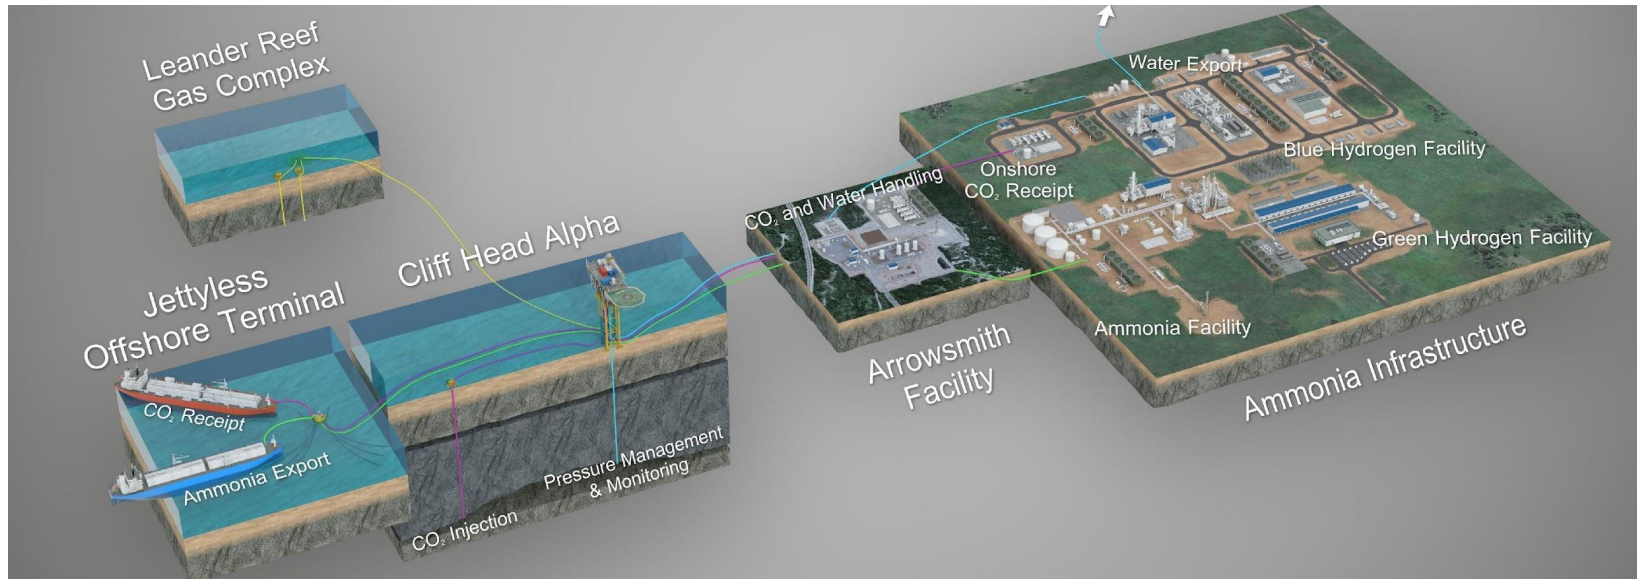 Leander Reef
Gas Complex
Jettyless
Offshore Terminal
CO₂ Receipt
Ammonia Export
Cliff Head Alpha
CO₂ Injection
Pressure Management
& Monitoring
CO₂ and Water Handling
Arrowsmith
Facility
Water Export
Onshore
CO₂ Receipt
Blue Hydrogen Facility
Green Hydrogen Facility
Ammonia Facility
Ammonia Infrastructure